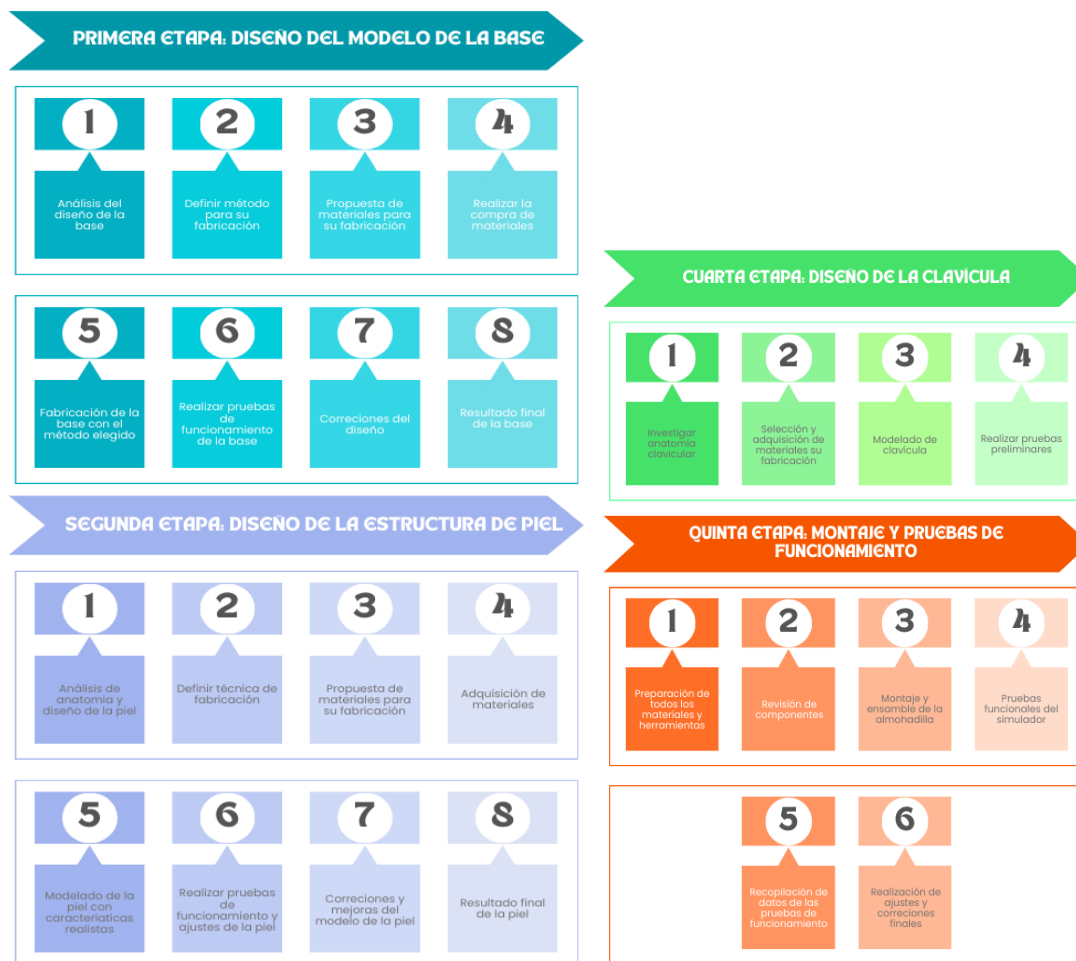 PRIMERA ETAPA: DISEÑO DEL MODELO DE LA BASE
1
2
3
4
Análisis del
diseño de la
base
Definir método
para su
fabricación
Propuesta de
materiales para
su fabricación
Realizar la
compra de
materiales
5
6
7
8
Fabricación de la
base con el
método elegido
Realizar pruebas
de
funcionamiento
de la base
Correciones del
diseño
Resultado final
de la base
SEGUNDA ETAPA: DISEÑO DE LA ESTRUCTURA DE PIEL
1
2
3
4
Análisis de
anatomia y
diseño de la piel
Definir técnica de
fabricación
Propuesta de
materiales para
su fabricación
Adquisición de
materiales
5
6
7
8
Modelado de la
piel con
características
realistas
Realizar pruebas
de
funcionamiento y
ajustes de la piel
Correciones y
mejoras del
modelo de la piel
Resultado final
de la piel
CUARTA ETAPA: DISEÑO DE LA CLAVÍCULA
1
2
3
4
Investigar
anatomía
clavicular
Selección y
adquisición de
materiales su
fabricación
Modelado de
clavícula
Realizar pruebas
preliminares
QUINTA ETAPA: MONTAJE Y PRUEBAS DE
FUNCIONAMIENTO
1
2
3
4
Preparación de
todos los
materiales y
herramientas
Revisión de
componentes
Montaje y
ensamble de la
almohadilla
Pruebas
funcionales del
simulador
5
6
Recopilación de
datos de las
pruebas de
funcionamiento
Realización de
ajustes y
correciones
finales